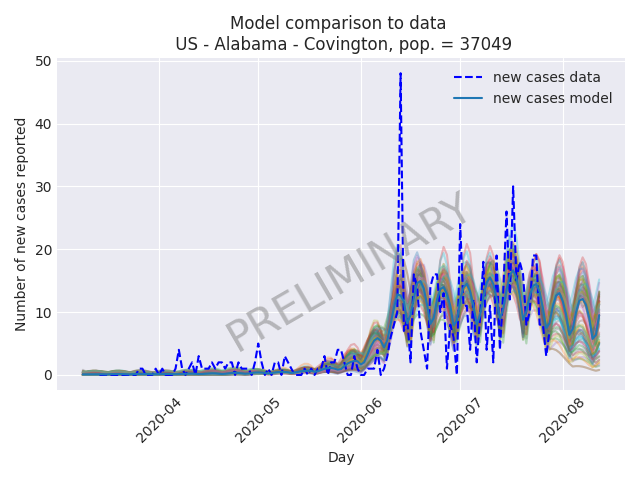 Model comparison to data
US - Alabama - Covington, pop. = 37049
new cases data
new cases model
PRELIMINARY
Number of new cases reported
50
40
30
20
10
0
2020-04
2020-05
2020-06
2020-07
2020-08
Day